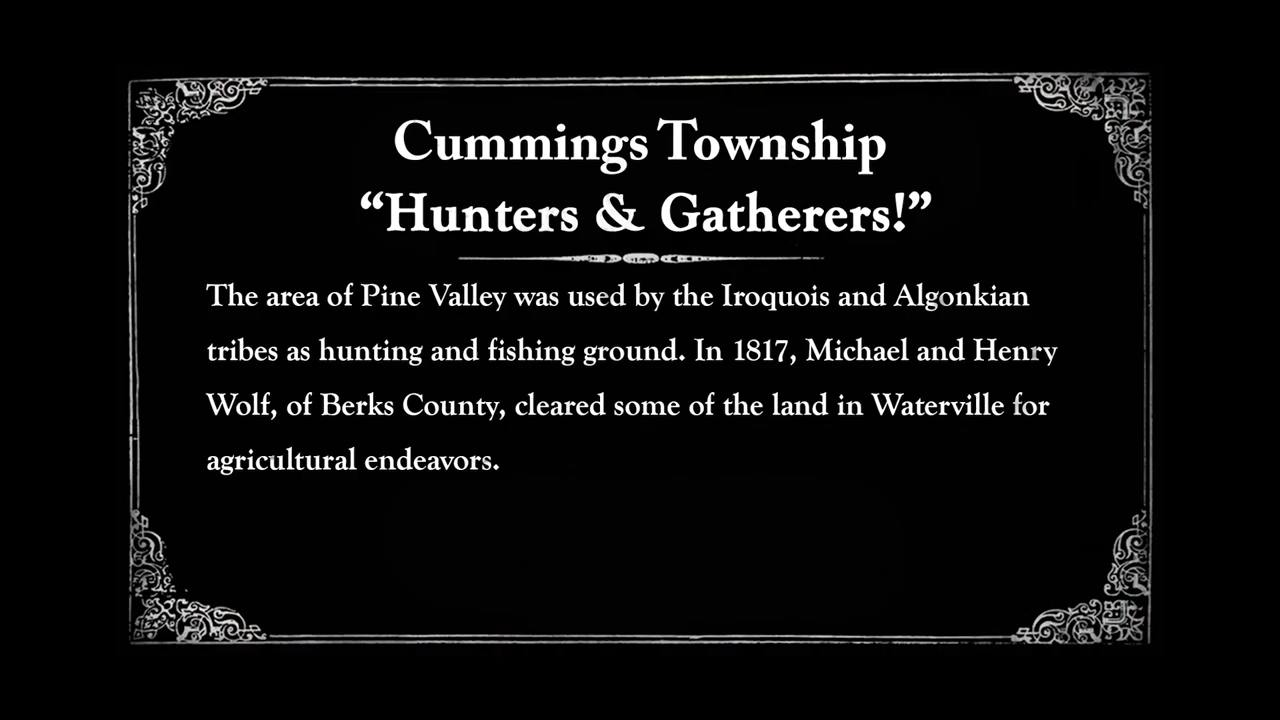 Cummings Township
“Hunters & Gatherers!”
The area of Pine Valley was used by the Iroquois and Algonkian
tribes as hunting and fishing ground. In 1817, Michael and Henry
Wolf, of Berks County, cleared some of the land in Waterville for
agricultural endeavors.